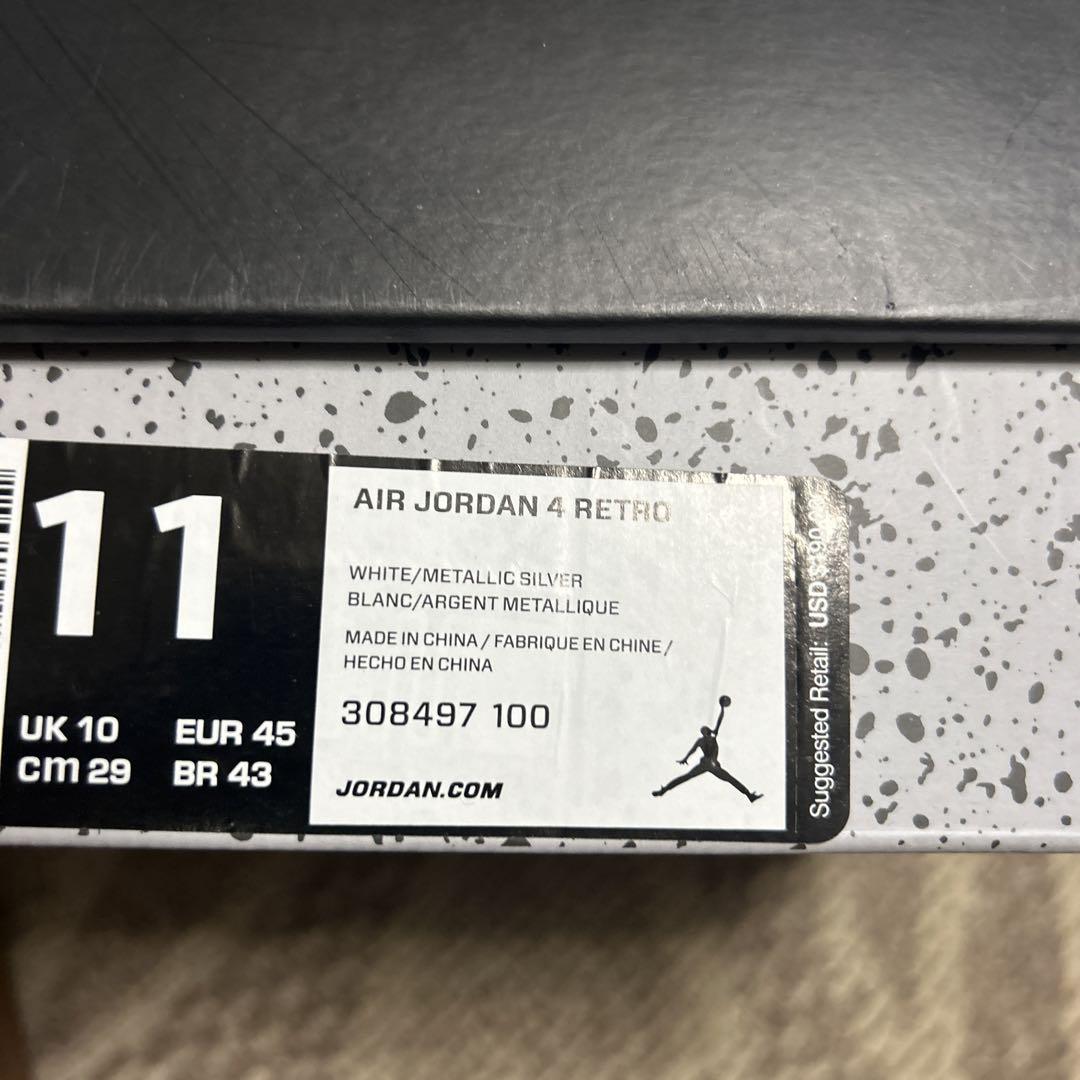 11
UK 10 EUR 45
cm 29 BR 43
AIR JORDAN 4 RETRO
WHITE/METALLIC SILVER
BLANC/ARGENT METALLIQUE
MADE IN CHINA / FABRIQUE EN CHINE /
HECHO EN CHINA
308497 100
JORDAN.COM
Suggested Retail: USD